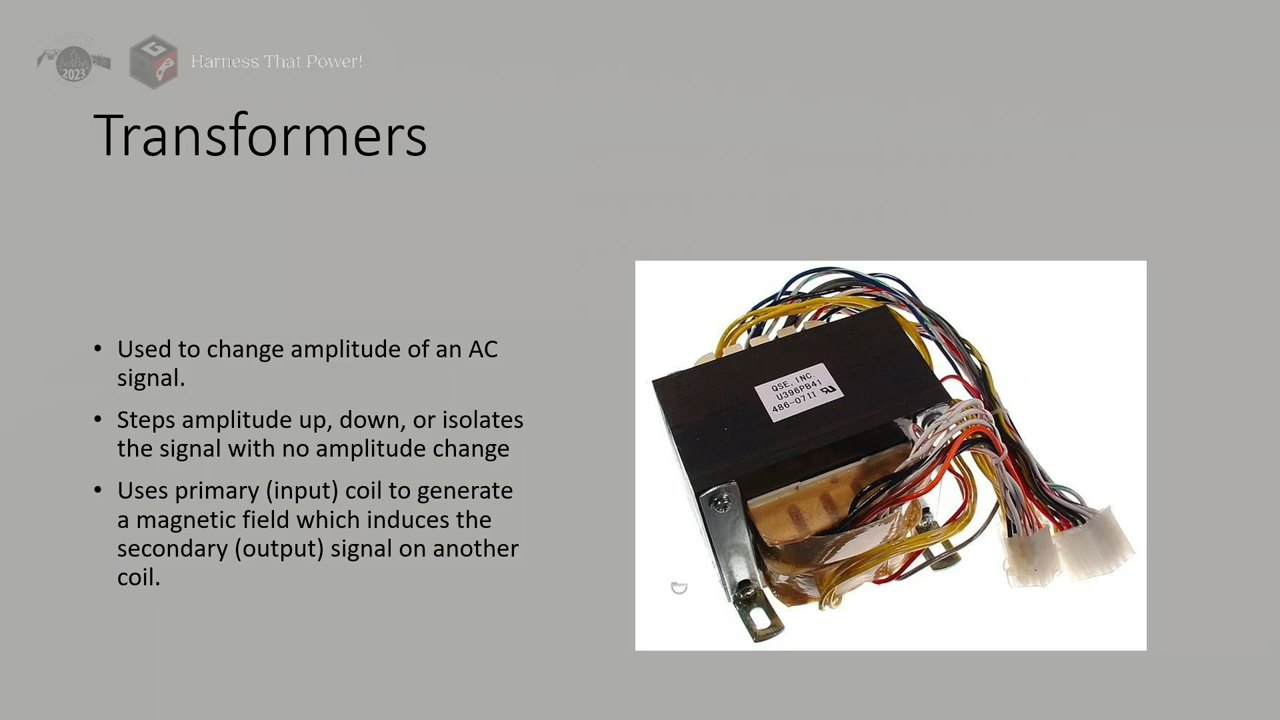 2023
Harness That Power!
Transformers
• Used to change amplitude of an AC
signal.
• Steps amplitude up, down, or isolates
the signal with no amplitude change
• Uses primary (input) coil to generate
a magnetic field which induces the
secondary (output) signal on another
coil.
QSE, INC.
U396PB41
486-0711